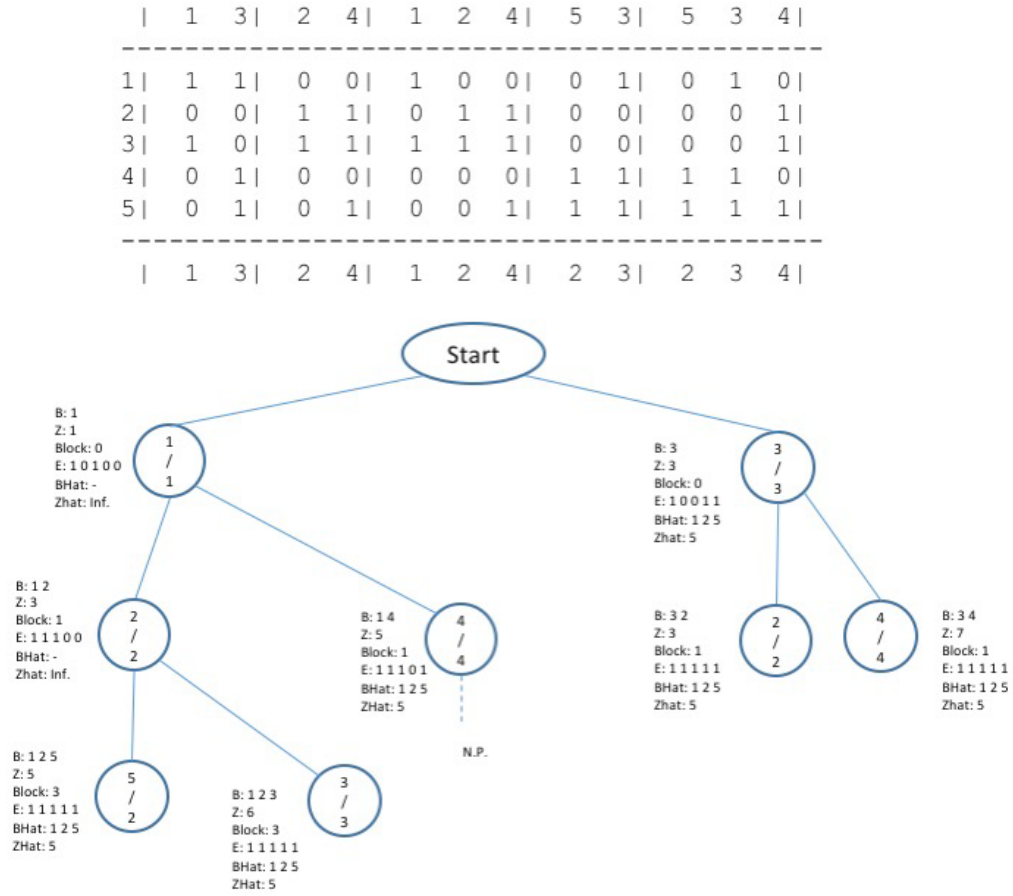 |  1  3|  2  4|  1  2  4|  5  3|  5  3  4|
------------------------------------------------
1|  1  1|  0  0|  1  0  0|  0  1|  0  1  0|
2|  0  0|  1  1|  0  1  1|  0  0|  0  0  1|
3|  1  0|  1  1|  1  1  1|  0  0|  0  0  1|
4|  0  1|  0  0|  0  0  0|  1  1|  1  1  0|
5|  0  1|  0  1|  0  0  1|  1  1|  1  1  1|
------------------------------------------------
|  1  3|  2  4|  1  2  4|  2  3|  2  3  4|
Start
B: 1
Z: 1
Block: 0
E: 1 0 1 0 0
BHat: -
Zhat: Inf.
1
/
1
B: 3
Z: 3
Block: 0
E: 1 0 0 1 1
BHat: 1 2 5
Zhat: 5
3
/
3
B: 1 2
Z: 3
Block: 1
E: 1 1 1 0 0
BHat: -
Zhat: Inf.
2
/
2
B: 1 4
Z: 5
Block: 1
E: 1 1 1 0 1
BHat: 1 2 5
ZHat: 5
4
/
4
N.P.
B: 3 2
Z: 3
Block: 1
E: 1 1 1 1 1
BHat: 1 2 5
Zhat: 5
2
/
2
4
/
4
B: 3 4
Z: 7
Block: 1
E: 1 1 1 1 1
BHat: 1 2 5
Zhat: 5
B: 1 2 5
Z: 5
Block: 3
E: 1 1 1 1 1
BHat: 1 2 5
ZHat: 5
5
/
2
B: 1 2 3
Z: 6
Block: 3
E: 1 1 1 1 1
BHat: 1 2 5
ZHat: 5
3
/
3